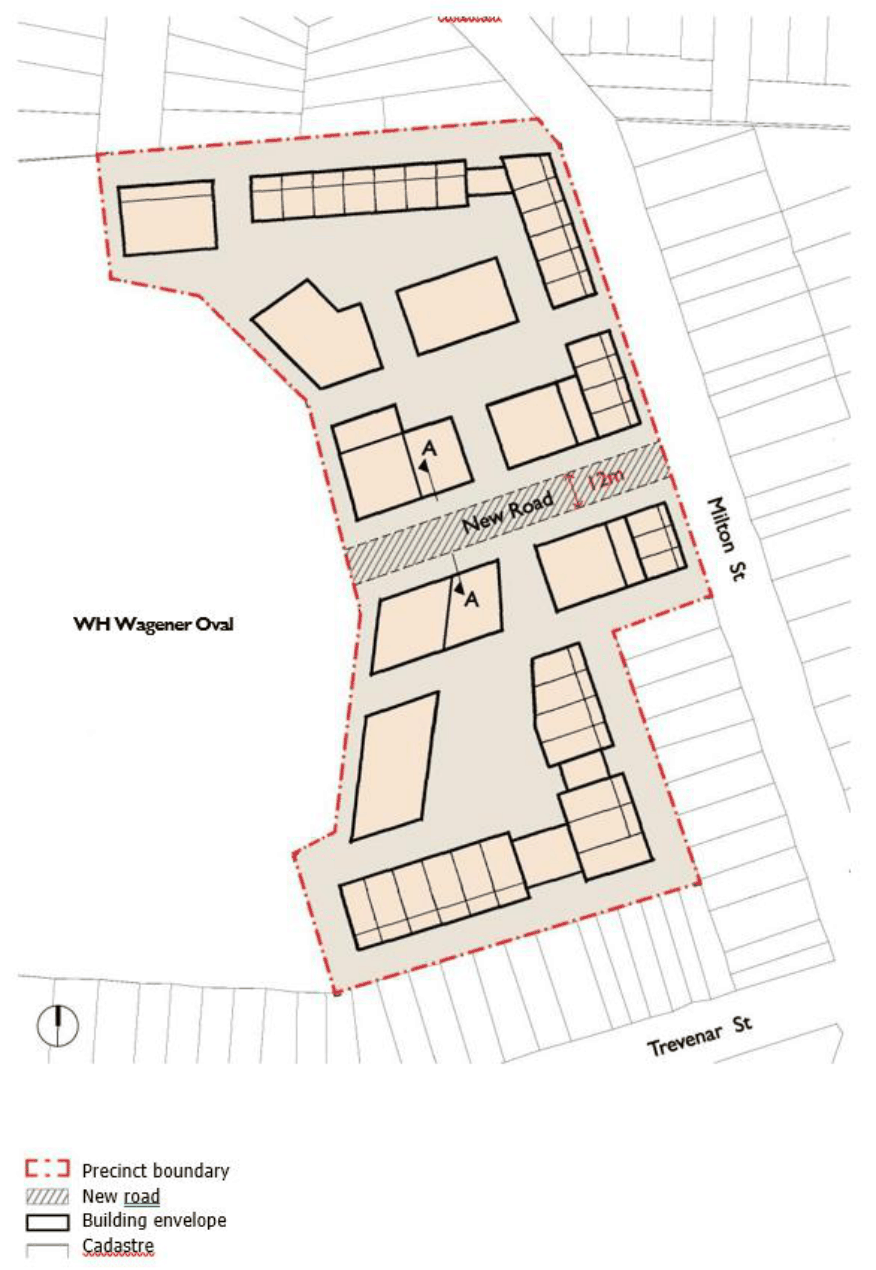 A
12m
New Road
Milton St
A
WH Wagener Oval
Trevenar St
Precinct boundary
New road
Building envelope
Cadastre